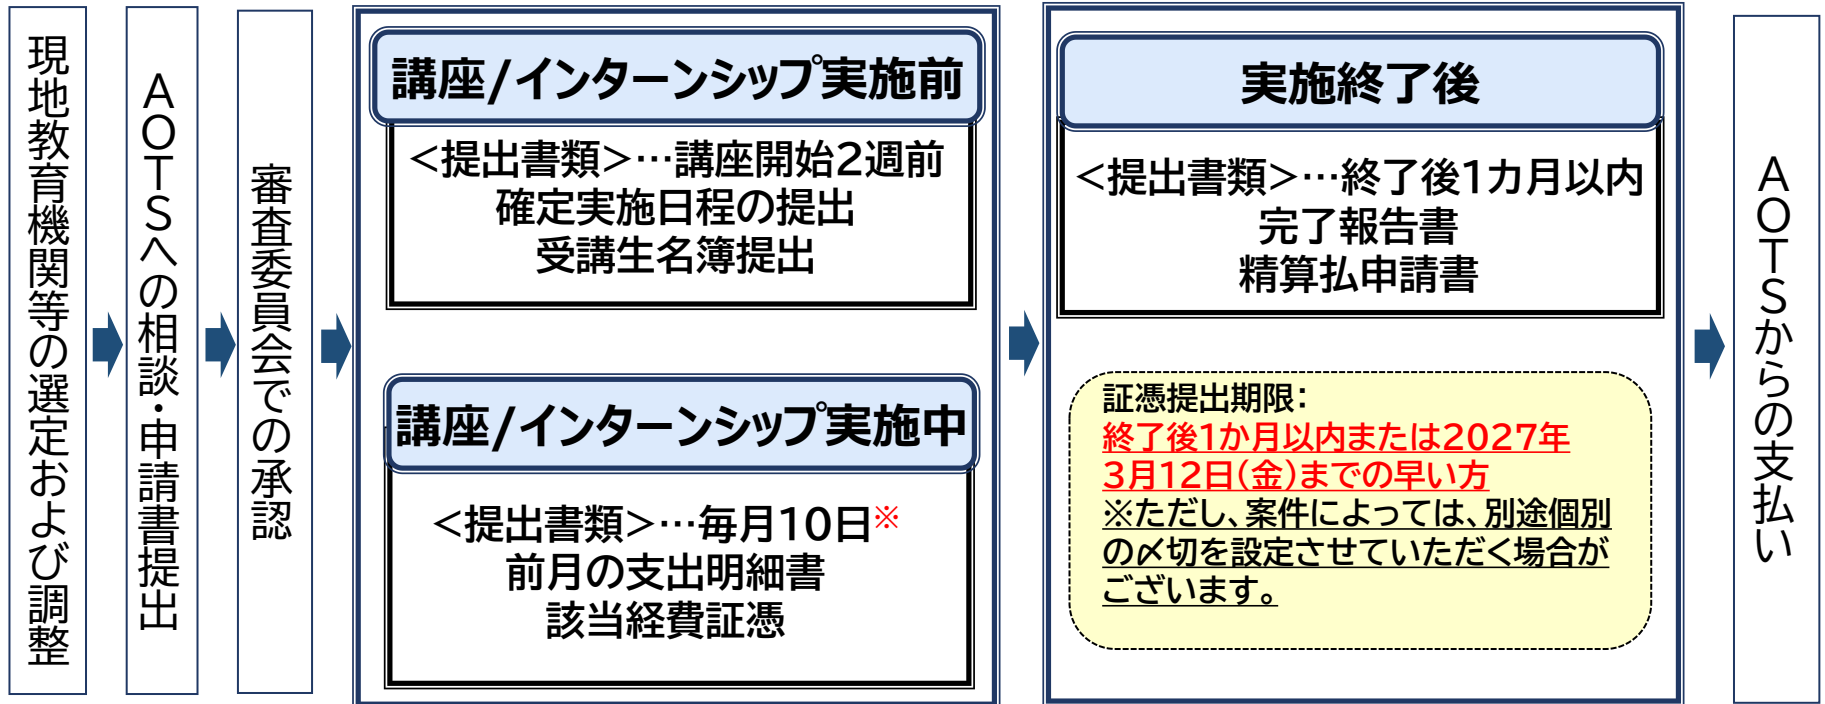 現地教育機関等の選定および調整
AOTSへの相談・申請書提出
審査委員会での承認
講座/インターンシップ実施前
<提出書類>…講座開始2週前
確定実施日程の提出
受講生名簿提出
講座/インターンシップ実施中
<提出書類>…毎月10日※
前月の支出明細書
該当経費証憑
実施終了後
<提出書類>…終了後1カ月以内
完了報告書
精算払申請書
証憑提出期限：
終了後1か月以内または2027年
3月12日(金)までの早い方
※ただし、案件によっては、別途個別
の〆切を設定させていただく場合が
ございます。
AOTSからの支払い